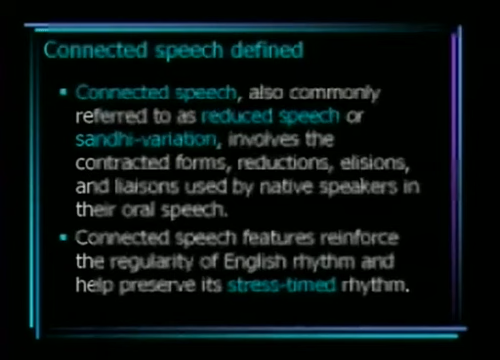 Connected speech defined
▪ Connected speech, also commonly
referred to as reduced speech or
sandhi-variation, involves the
contracted forms, reductions, elisions,
and liaisons used by native speakers in
their oral speech.
▪ Connected speech features reinforce
the regularity of English rhythm and
help preserve its stress-timed rhythm.